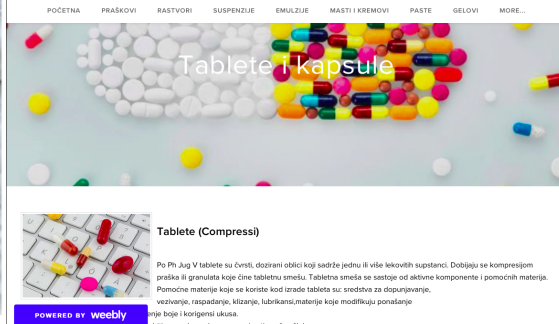 POČETNA PRAŠKOVI RASTVORI SUSPENZIJE EMULZIJE MASTI I KREMOVI PASTE GELOVI MORE...
Tablete i kapsule
Tablete (Compressi)
Po Ph Jug V tablete su čvrsti, dozirani oblici koji sadrže jednu ili više lekovitih supstanci. Dobijaju se kompresijom
praška ili granulata koje čine tabletnu smešu. Tabletna smeša se sastoje od aktivne komponente i pomoćnih materija.
Pomoćne materije koje se koriste kod izrade tableta su: sredstva za dopunjavanje,
vezivanje, raspadanje, klizanje, lubrikansi,materije koje modifikuju ponašanje
enje boje i korigensi ukusa.
POWERED BY weebly